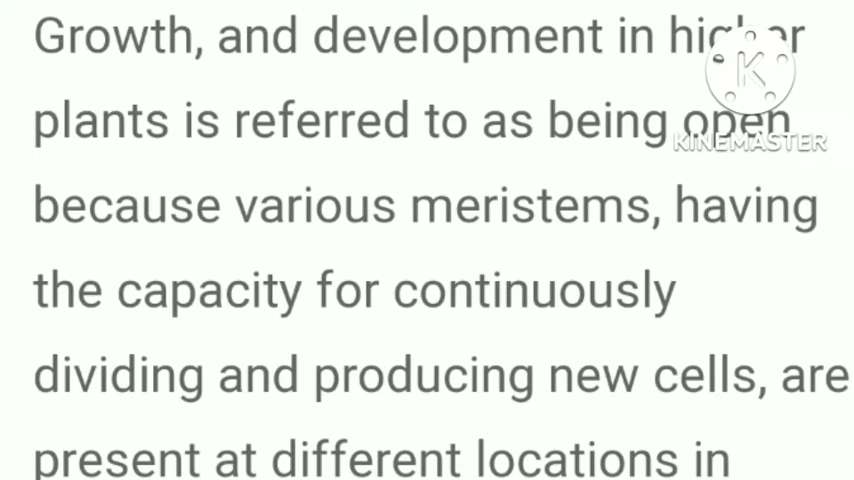 Growth, and development in higher
plants is referred to as being open
because various meristems, having
the capacity for continuously
dividing and producing new cells, are
present at different locations in
K
KINEMASTER